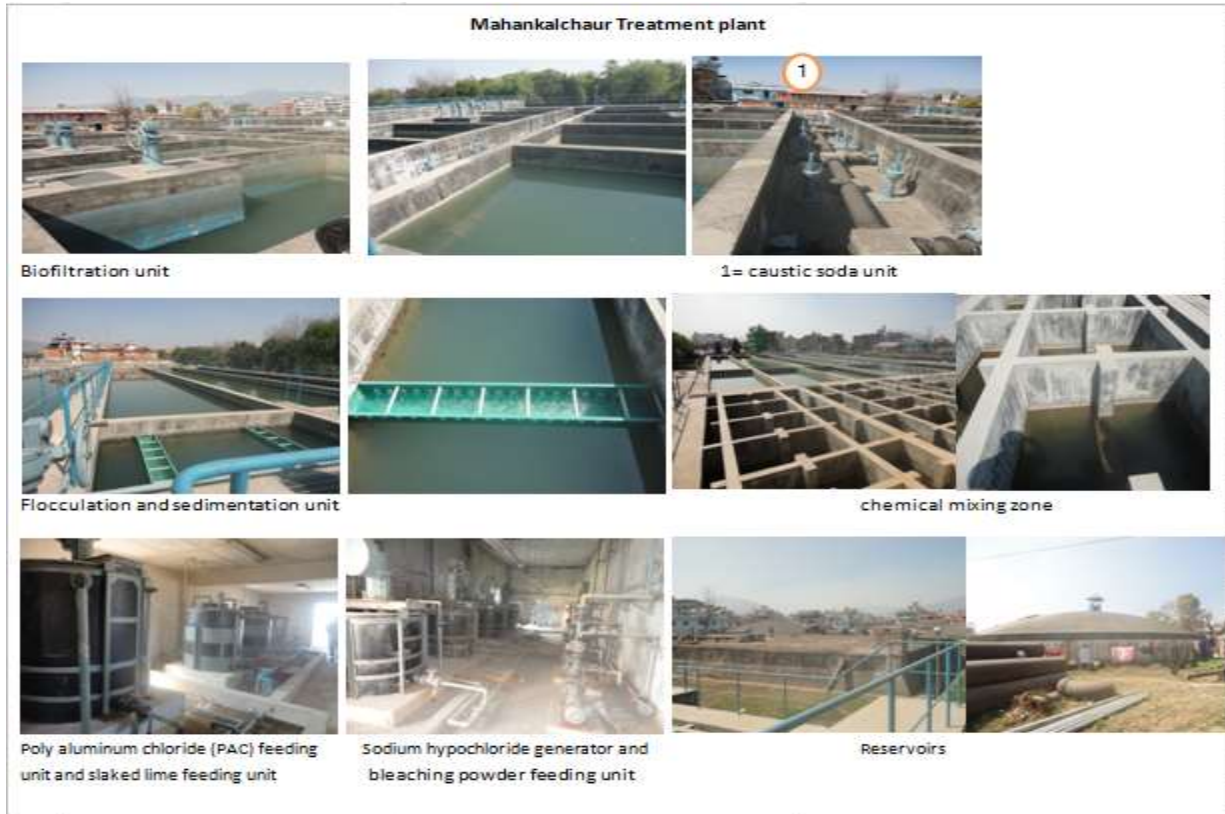 Mahankalchaur Treatment plant
1
Biofiltration unit
1= caustic soda unit
Flocculation and sedimentation unit
chemical mixing zone
Poly aluminum chloride (PAC) feeding
unit and slaked lime feeding unit
Sodium hypochloride generator and
bleaching powder feeding unit
Reservoirs